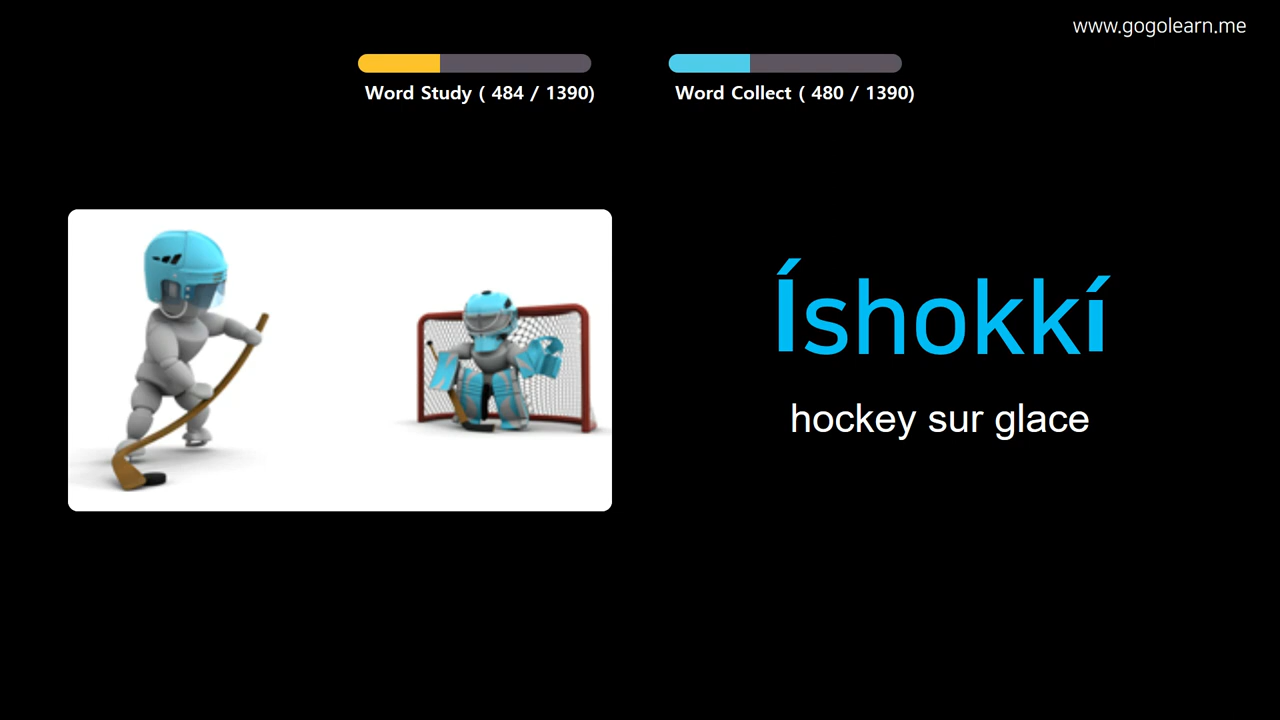 www.gogolearn.me
Word Study ( 484 / 1390)
Word Collect ( 480 / 1390)
Íshokkí
hockey sur glace